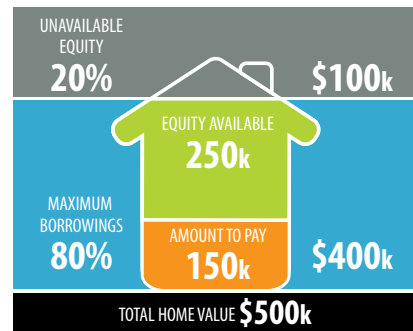 UNAVAILABLE
EQUITY
20%
$100k
EQUITY AVAILABLE
250k
MAXIMUM
BORROWINGS
80%
AMOUNT TO PAY
150k
$400k
TOTAL HOME VALUE $500k